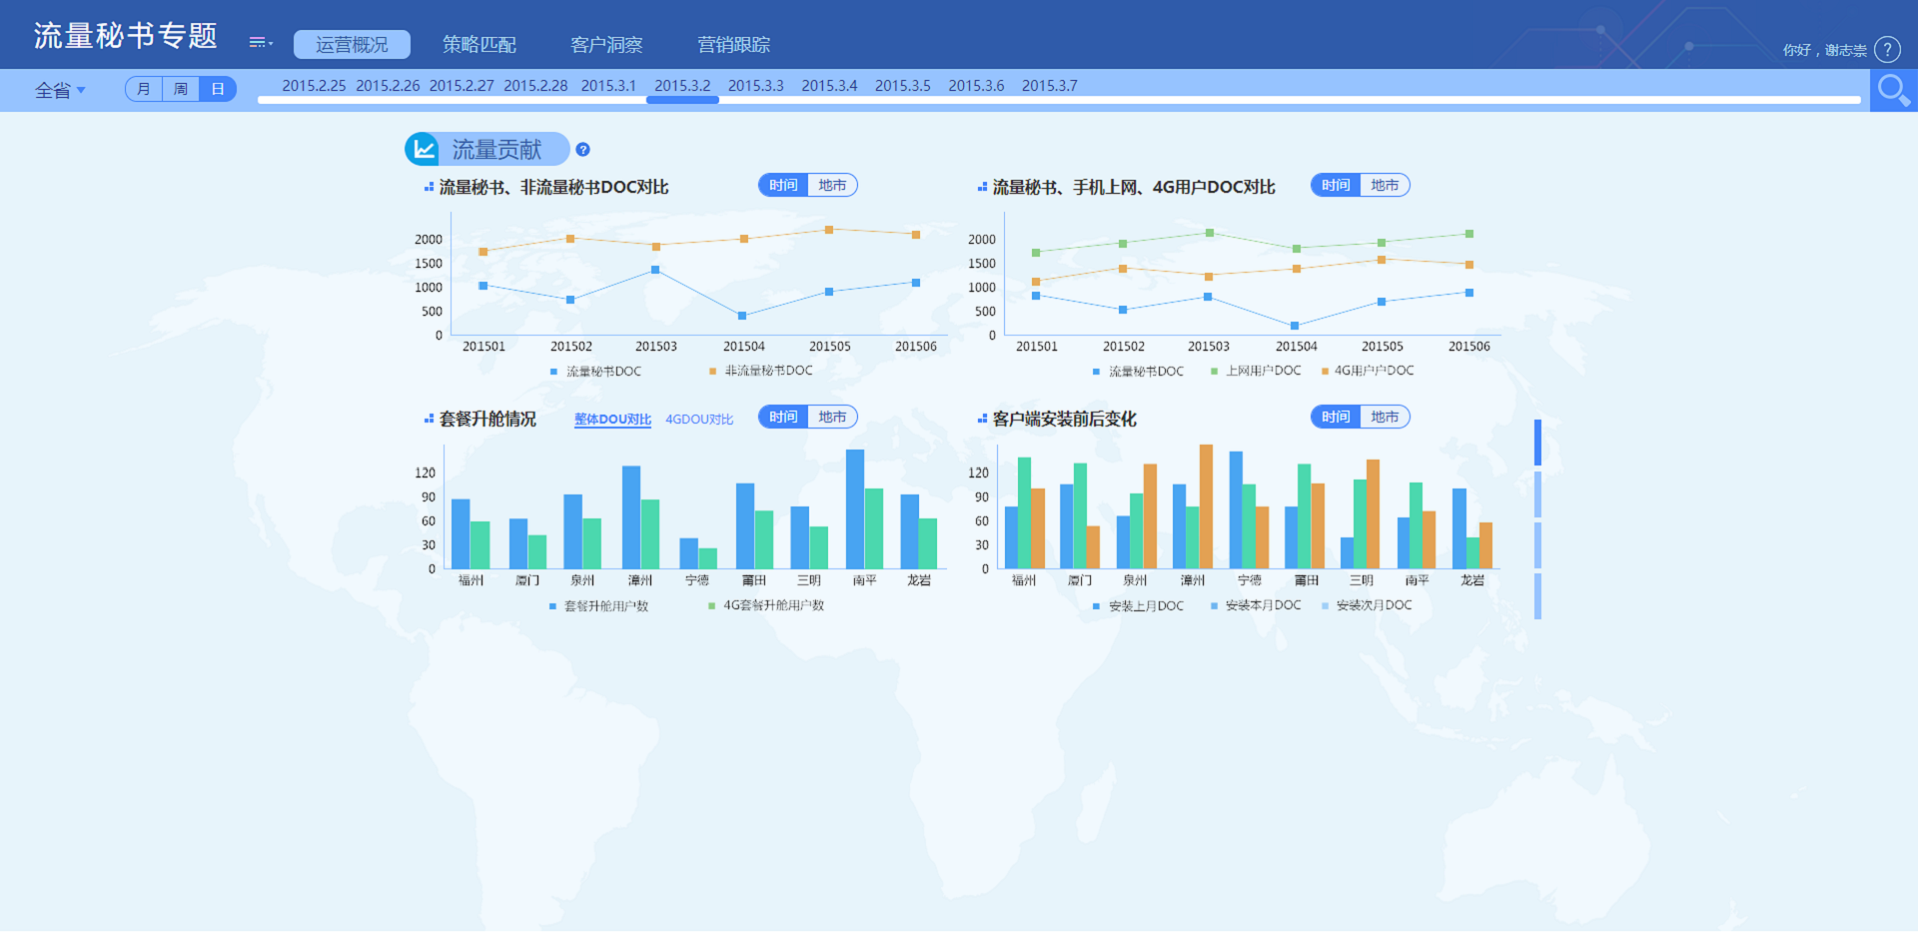 流量秘书专题
运营概况 策略匹配 客户洞察 营销跟踪
你好，谢志崇 ?
全省 月 周 日 2015.2.25 2015.2.26 2015.2.27 2015.2.28 2015.3.1 2015.3.2 2015.3.3 2015.3.4 2015.3.5 2015.3.6 2015.3.7
流量贡献 ?
流量秘书、非流量秘书DOC对比 时间 地市
2000
1500
1000
500
0
201501 201502 201503 201504 201505 201506
流量秘书DOC 非流量秘书DOC
流量秘书、手机上网、4G用户DOC对比 时间 地市
2000
1500
1000
500
0
201501 201502 201503 201504 201505 201506
流量秘书DOC 上网用户DOC 4G用户户DOC
套餐升舱情况 整体DOU对比 4GDOU对比 时间 地市
120
90
60
30
0
福州 厦门 泉州 漳州 宁德 莆田 三明 南平 龙岩
套餐升舱用户数 4G套餐升舱用户数
客户端安装前后变化 时间 地市
120
90
60
30
0
福州 厦门 泉州 漳州 宁德 莆田 三明 南平 龙岩
安装上月DOC 安装本月DOC 安装次月DOC